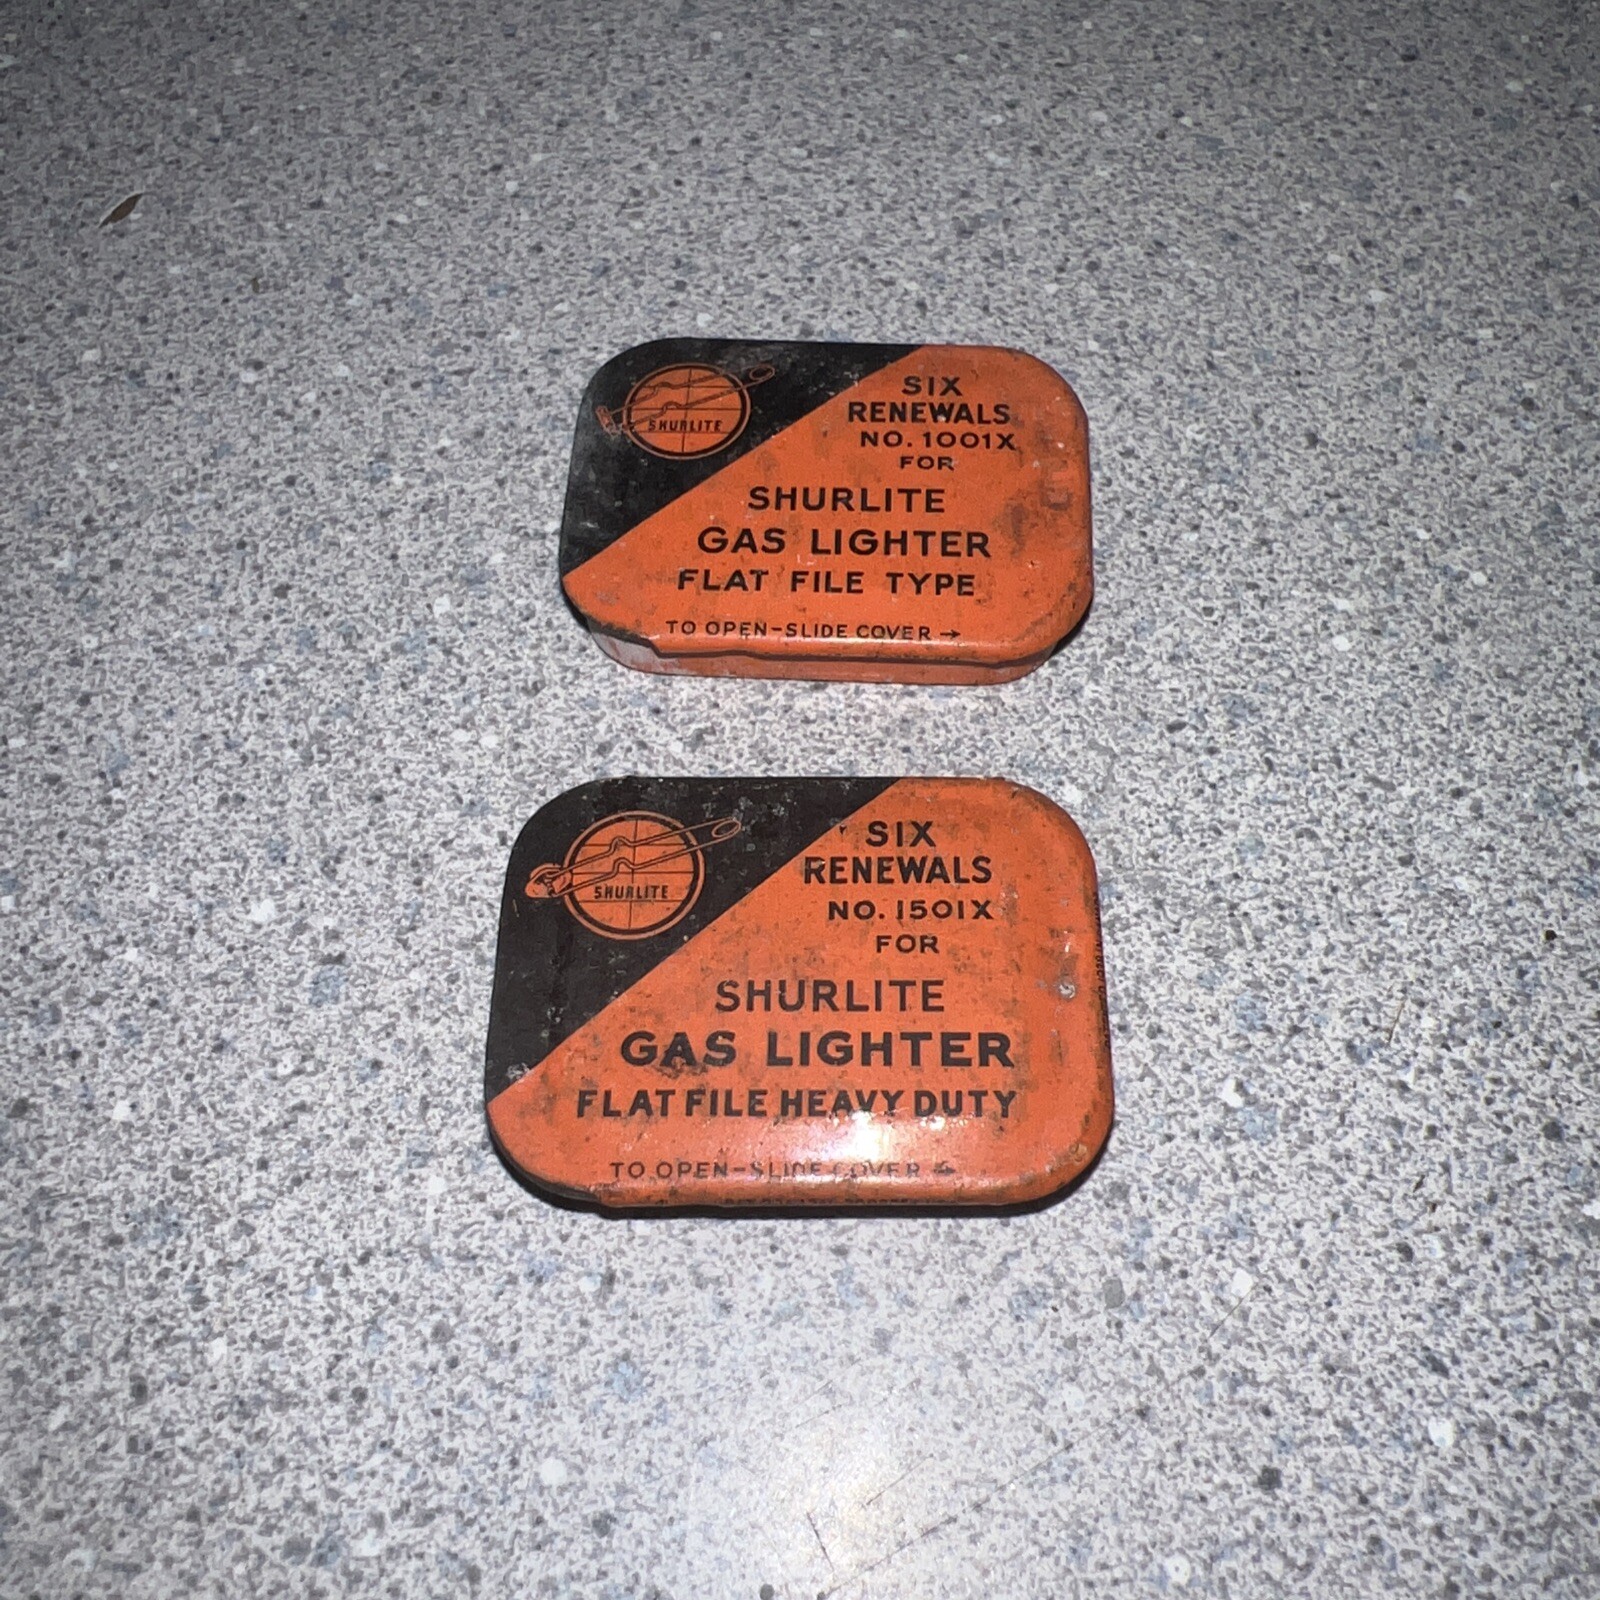 SHURLITE
SIX
RENEWALS
NO. 1001X
FOR
SHURLITE
GAS LIGHTER
FLAT FILE TYPE
TO OPEN-SLIDE COVER →
SHURLITE
SIX
RENEWALS
NO. 1501X
FOR
SHURLITE
GAS LIGHTER
FLAT FILE HEAVY DUTY
TO OPEN-SLIDE COVER